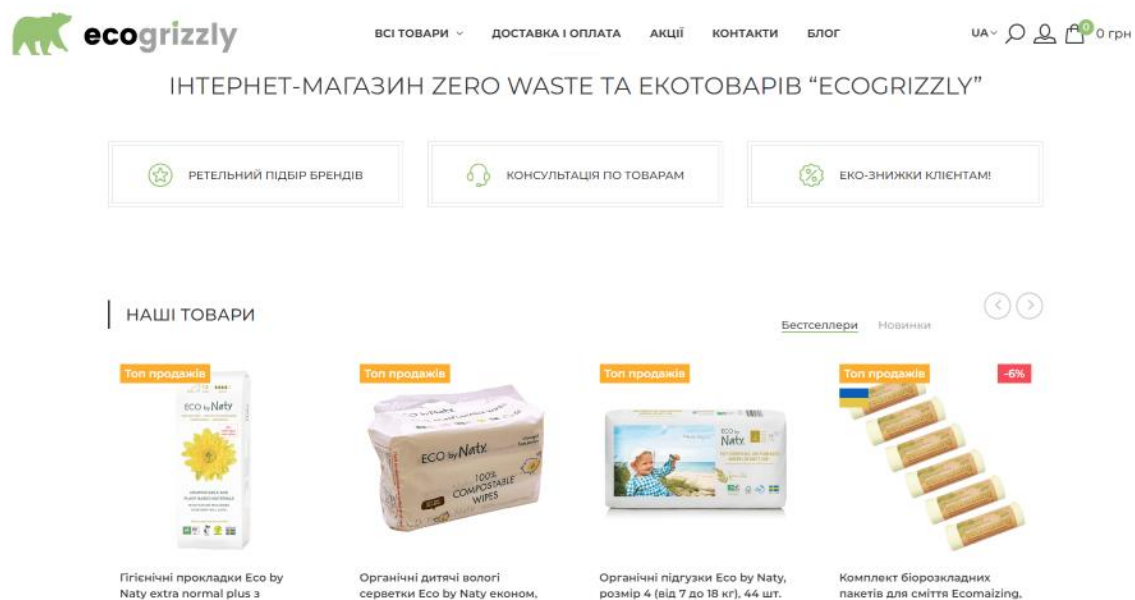 ecogrizzly
ВСІ ТОВАРИ
ДОСТАВКА І ОПЛАТА
АКЦІЇ
КОНТАКТИ
БЛОГ
UA
0
0 грн
ІНТЕРНЕТ-МАГАЗИН ZERO WASTE ТА ЕКОТОВАРІВ “ECOGRIZZLY”
РЕТЕЛЬНИЙ ПІДБІР БРЕНДІВ
КОНСУЛЬТАЦІЯ ПО ТОВАРАМ
ЕКО-ЗНИЖКИ КЛІЄНТАМ!
НАШІ ТОВАРИ
Бестселлери
Новинки
Топ продажів
ECO by Naty
Гігієнічні прокладки Eco by
Naty extra normal plus з
Топ продажів
ECO by Naty
100%
COMPOSTABLE
WIPES
Органічні дитячі вологі
серветки Eco by Naty економ,
Топ продажів
ECO by
Naty
Органічні підгузки Eco by Naty,
розмір 4 (від 7 до 18 кг), 44 шт.
Топ продажів
-6%
Комплект біорозкладних
пакетів для сміття Ecomaizing,